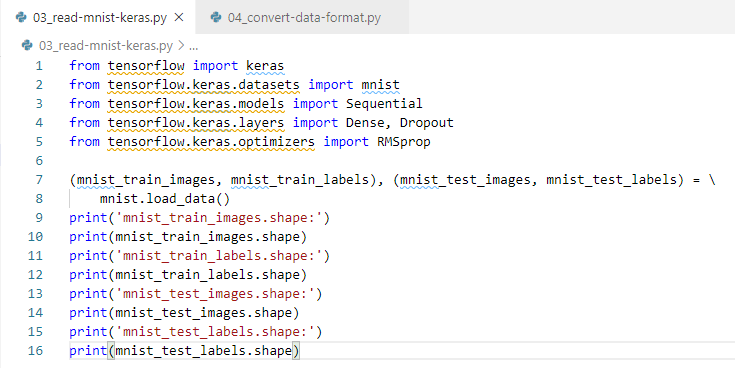 03_read-mnist-keras.py × 04_convert-data-format.py
03_read-mnist-keras.py > ...
1 from tensorflow import keras
2 from tensorflow.keras.datasets import mnist
3 from tensorflow.keras.models import Sequential
4 from tensorflow.keras.layers import Dense, Dropout
5 from tensorflow.keras.optimizers import RMSprop
6
7 (mnist_train_images, mnist_train_labels), (mnist_test_images, mnist_test_labels) = \
8     mnist.load_data()
9 print('mnist_train_images.shape:')
10 print(mnist_train_images.shape)
11 print('mnist_train_labels.shape:')
12 print(mnist_train_labels.shape)
13 print('mnist_test_images.shape:')
14 print(mnist_test_images.shape)
15 print('mnist_test_labels.shape:')
16 print(mnist_test_labels.shape)